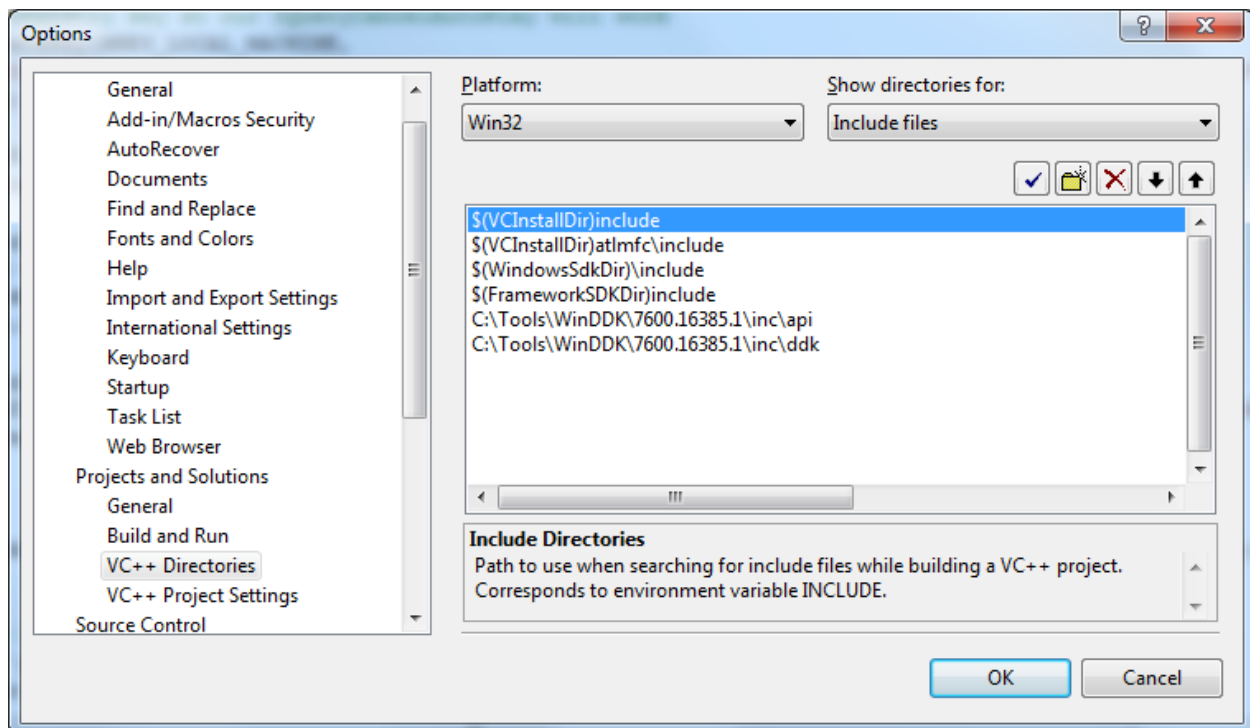 Options
General
Add-in/Macros Security
AutoRecover
Documents
Find and Replace
Fonts and Colors
Help
Import and Export Settings
International Settings
Keyboard
Startup
Task List
Web Browser
Projects and Solutions
General
Build and Run
VC++ Directories
VC++ Project Settings
Source Control
Platform:
Show directories for:
Win32
Include files
$(VCInstallDir)include
$(VCInstallDir)atlmfc\include
$(WindowsSdkDir)\include
$(FrameworkSDKDir)include
C:\Tools\WinDDK\7600.16385.1\inc\api
C:\Tools\WinDDK\7600.16385.1\inc\ddk
Include Directories
Path to use when searching for include files while building a VC++ project.
Corresponds to environment variable INCLUDE.
OK
Cancel